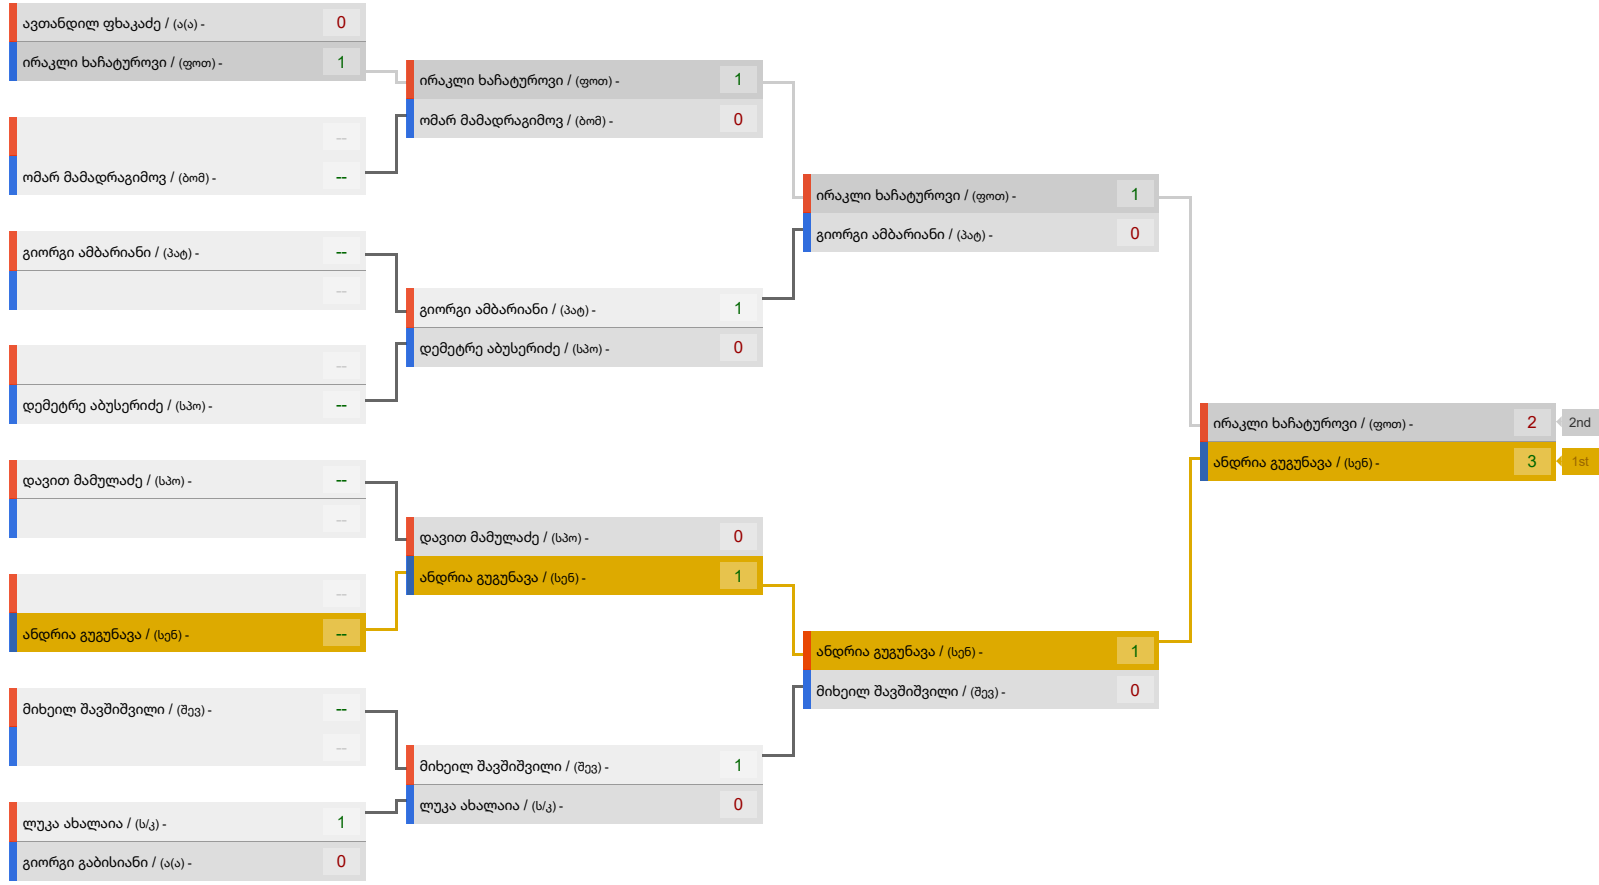 ავთანდილ ფხაკაძე / (ა(ა) - 0
ირაკლი ხაჩატუროვი / (ფოთ) - 1
--
ომარ მამადრაგიმოვ / (ბომ) - --
გიორგი ამბარიანი / (პატ) - --
--
--
დემეტრე აბუსერიძე / (სპო) - --
დავით მამულაძე / (სპო) - --
--
--
ანდრია გუგუნავა / (სენ) - --
მიხეილ შავშიშვილი / (შევ) - --
--
ლუკა ახალაია / (ს/კ) - 1
გიორგი გაბისიანი / (ა(ა) - 0
ირაკლი ხაჩატუროვი / (ფოთ) - 1
ომარ მამადრაგიმოვ / (ბომ) - 0
გიორგი ამბარიანი / (პატ) - 1
დემეტრე აბუსერიძე / (სპო) - 0
დავით მამულაძე / (სპო) - 0
ანდრია გუგუნავა / (სენ) - 1
მიხეილ შავშიშვილი / (შევ) - 1
ლუკა ახალაია / (ს/კ) - 0
ირაკლი ხაჩატუროვი / (ფოთ) - 1
გიორგი ამბარიანი / (პატ) - 0
ანდრია გუგუნავა / (სენ) - 1
მიხეილ შავშიშვილი / (შევ) - 0
ირაკლი ხაჩატუროვი / (ფოთ) - 2 2nd
ანდრია გუგუნავა / (სენ) - 3 1st